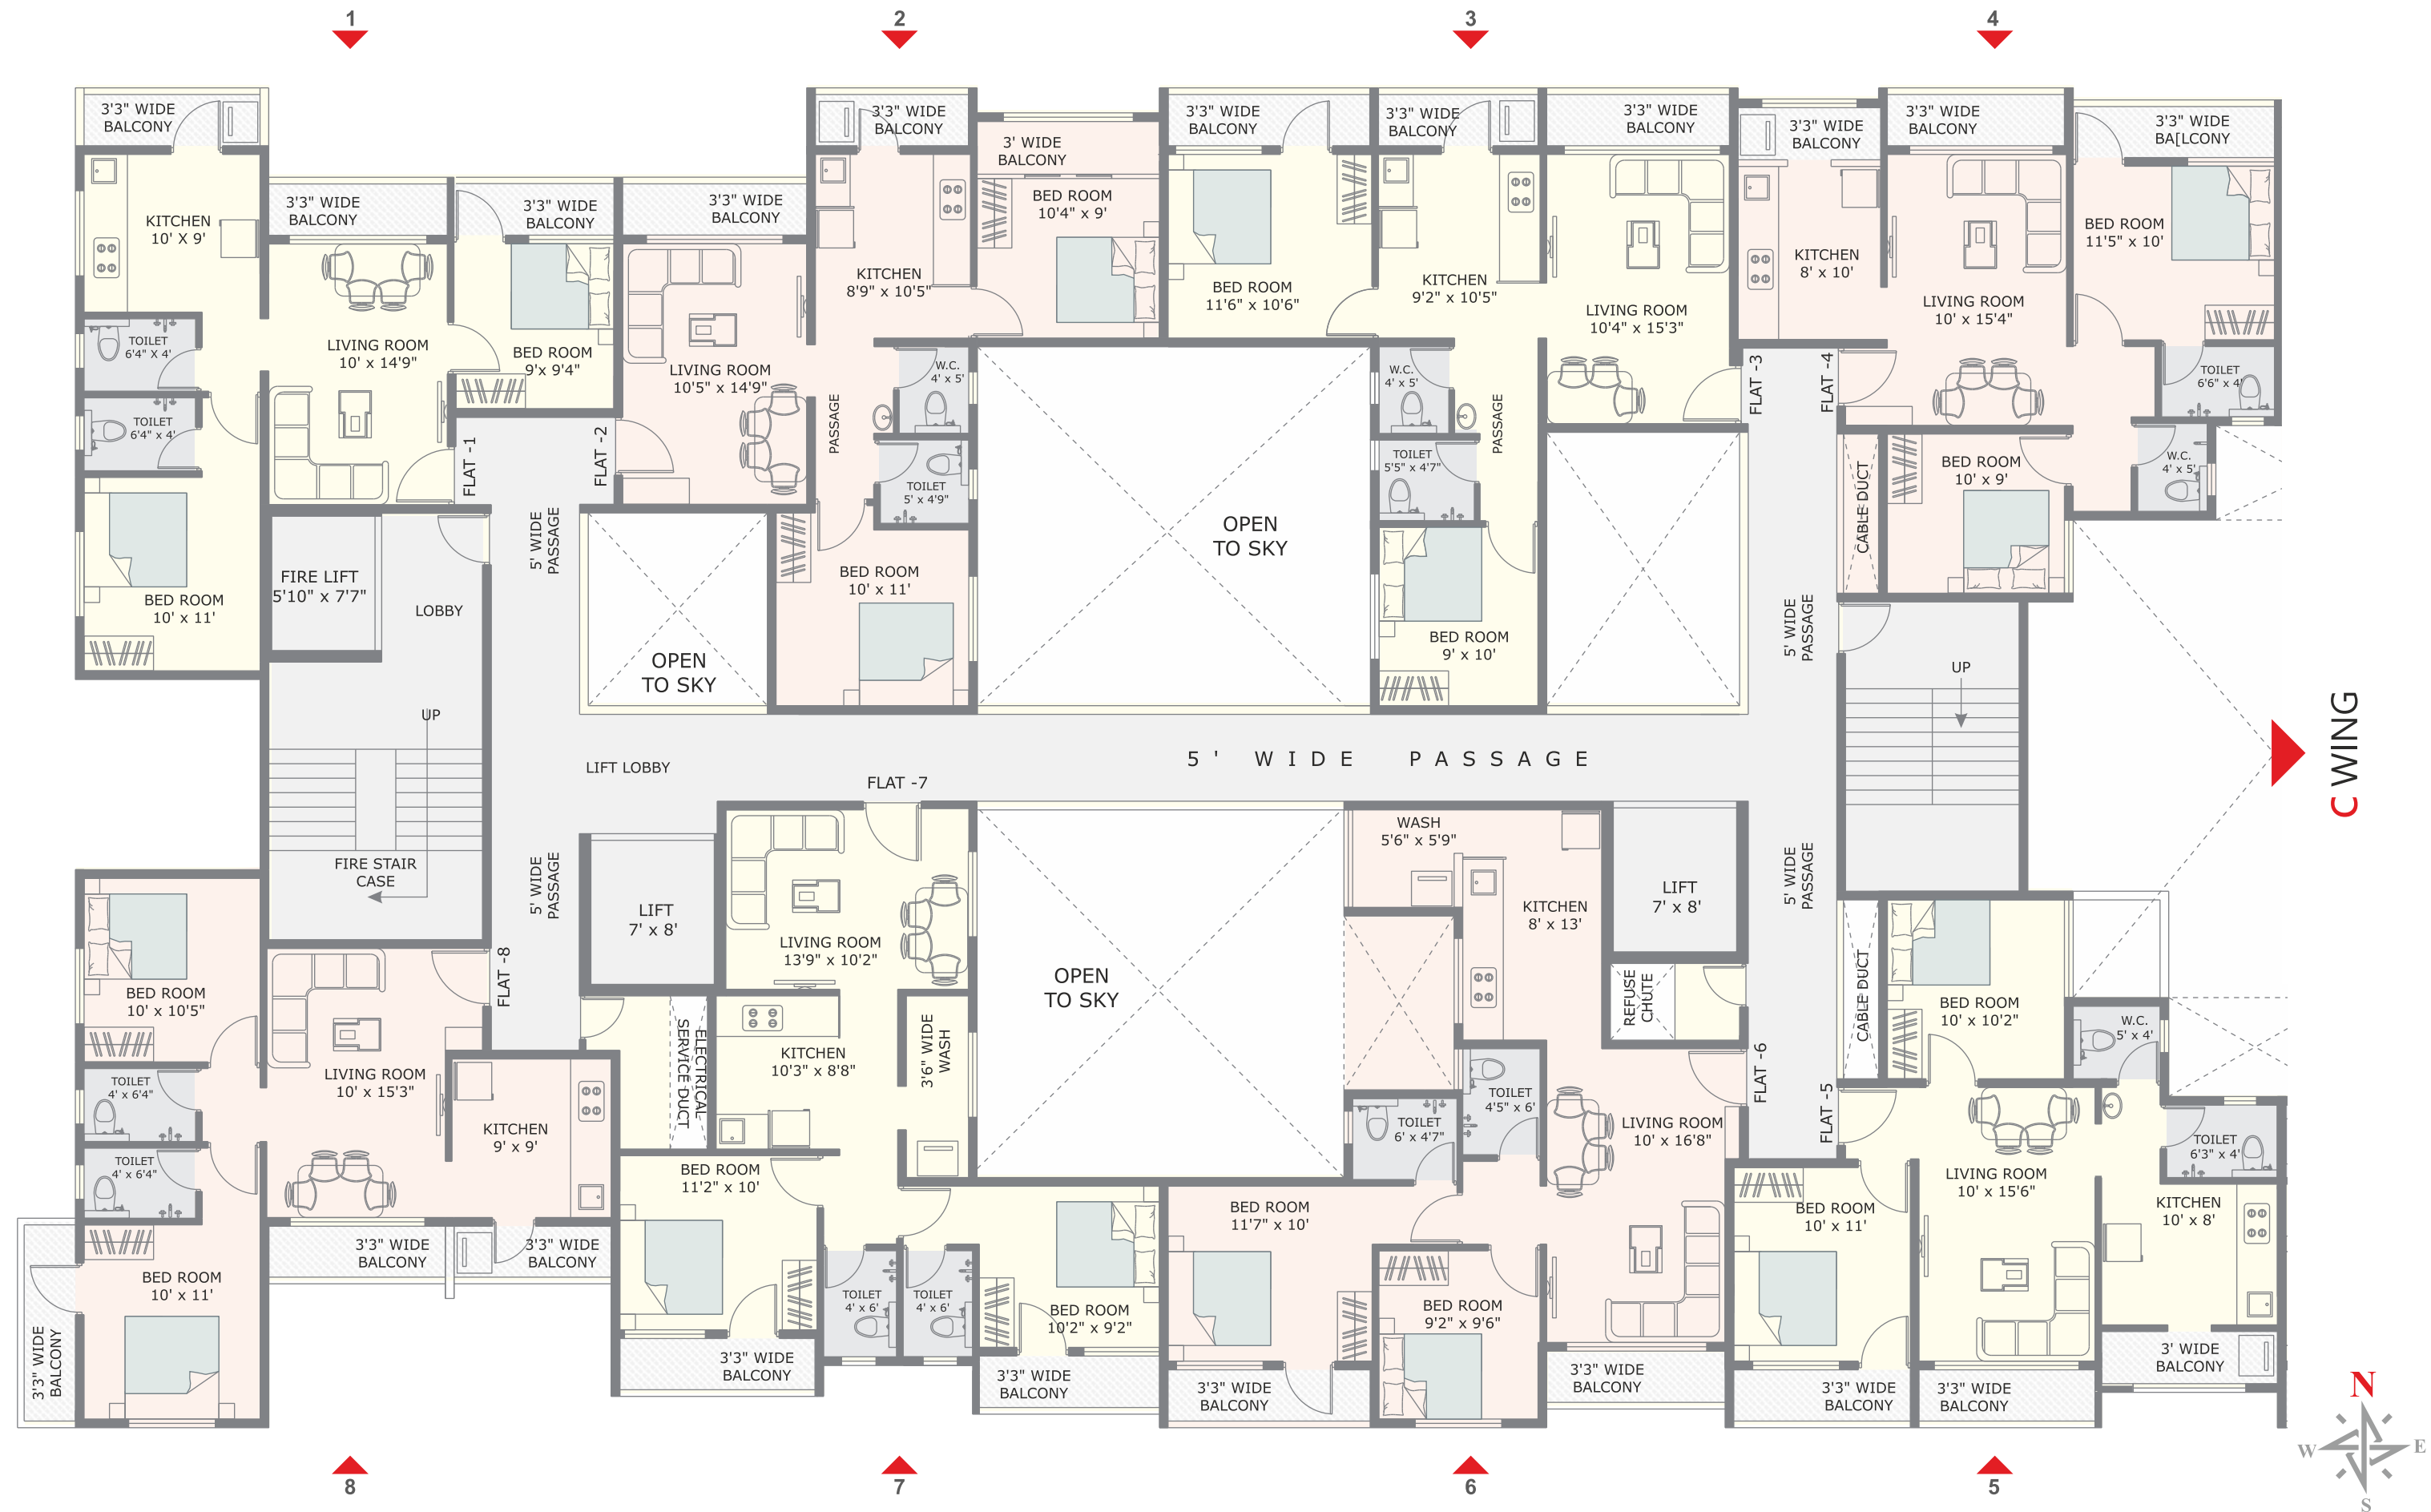 1
2
3
4
3'3" WIDE
BALCONY
KITCHEN
10' X 9'
TOILET
6'4" X 4'
TOILET
6'4" x 4'
BED ROOM
10' x 11'
3'3" WIDE
BALCONY
LIVING ROOM
10' x 14'9"
3'3" WIDE
BALCONY
BED ROOM
9'x 9'4"
FLAT -1
FLAT -2
3'3" WIDE
BALCONY
LIVING ROOM
10'5" x 14'9"
3'3" WIDE
BALCONY
KITCHEN
8'9" x 10'5"
3' WIDE
BALCONY
BED ROOM
10'4" x 9'
W.C.
4' x 5'
PASSAGE
TOILET
5' x 4'9"
BED ROOM
10' x 11'
3'3" WIDE
BALCONY
BED ROOM
11'6" x 10'6"
3'3" WIDE
BALCONY
KITCHEN
9'2" x 10'5"
3'3" WIDE
BALCONY
LIVING ROOM
10'4" x 15'3"
W.C.
4' x 5'
PASSAGE
TOILET
5'5" x 4'7"
BED ROOM
9' x 10'
FLAT -3
FLAT -4
3'3" WIDE
BALCONY
KITCHEN
8' x 10'
3'3" WIDE
BALCONY
LIVING ROOM
10' x 15'4"
3'3" WIDE
BA[LCONY
BED ROOM
11'5" x 10'
TOILET
6'6" x 4'
W.C.
4' x 5'
BED ROOM
10' x 9'
CABLE DUCT
FIRE LIFT
5'10" x 7'7"
LOBBY
UP
FIRE STAIR
CASE
5' WIDE
PASSAGE
OPEN
TO SKY
OPEN
TO SKY
5' WIDE
PASSAGE
UP
C WING
LIFT LOBBY
5' WIDE PASSAGE
FLAT -7
5' WIDE
PASSAGE
LIFT
7' x 8'
LIVING ROOM
13'9" x 10'2"
OPEN
TO SKY
WASH
5'6" x 5'9"
KITCHEN
8' x 13'
LIFT
7' x 8'
5' WIDE
PASSAGE
REFUSE
CHUTE
CABLE DUCT
BED ROOM
10' x 10'2"
W.C.
5' x 4'
BED ROOM
10' x 10'5"
TOILET
4' x 6'4"
TOILET
4' x 6'4"
BED ROOM
10' x 11'
3'3" WIDE
BALCONY
FLAT -8
LIVING ROOM
10' x 15'3"
KITCHEN
9' x 9'
3'3" WIDE
BALCONY
3'3" WIDE
BALCONY
ELECTRICAL
SERVICE DUCT
KITCHEN
10'3" x 8'8"
3'6" WIDE
WASH
BED ROOM
11'2" x 10'
3'3" WIDE
BALCONY
TOILET
4' x 6'
TOILET
4' x 6'
BED ROOM
10'2" x 9'2"
3'3" WIDE
BALCONY
TOILET
6' x 4'7"
TOILET
4'5" x 6'
FLAT -6
LIVING ROOM
10' x 16'8"
BED ROOM
11'7" x 10'
3'3" WIDE
BALCONY
BED ROOM
9'2" x 9'6"
3'3" WIDE
BALCONY
FLAT -5
TOILET
6'3" x 4'
LIVING ROOM
10' x 15'6"
KITCHEN
10' x 8'
BED ROOM
10' x 11'
3'3" WIDE
BALCONY
3'3" WIDE
BALCONY
3' WIDE
BALCONY
N
W
E
S
8
7
6
5